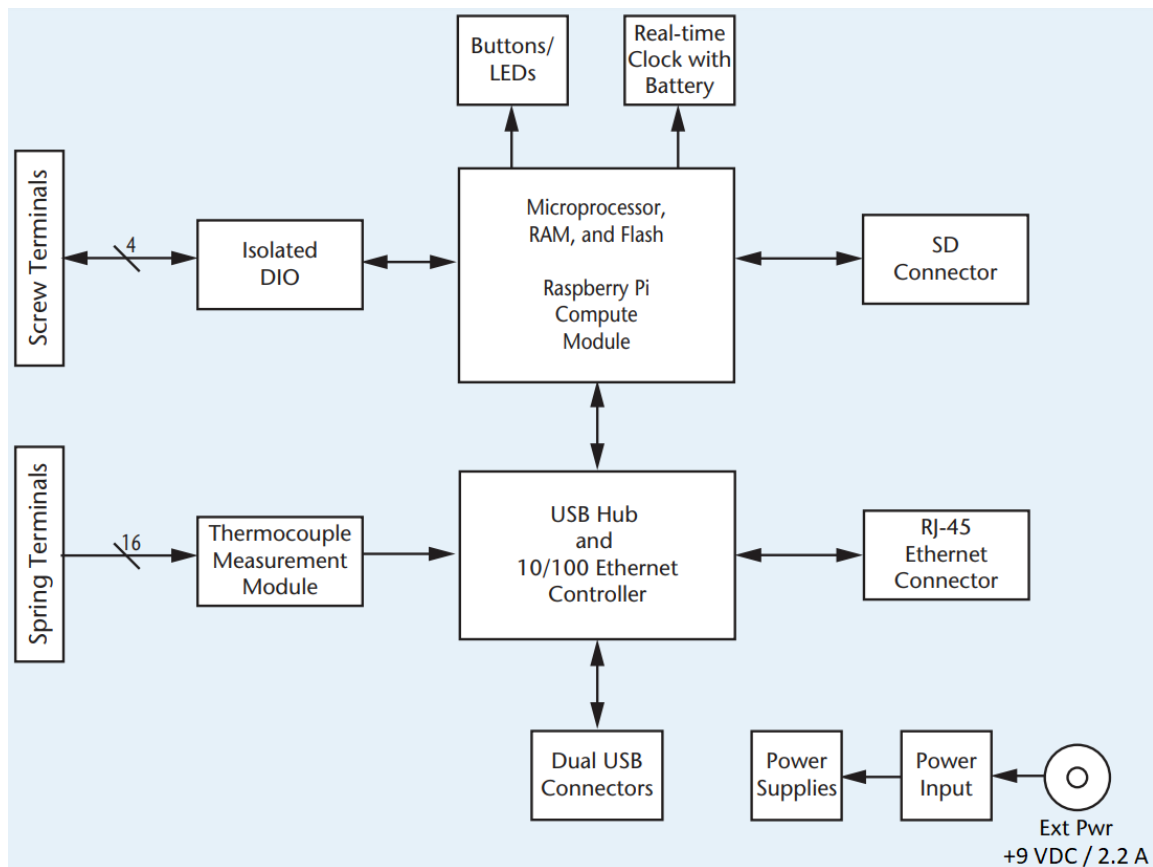 Buttons/
LEDs
Real-time
Clock with
Battery
Screw Terminals
4
Isolated
DIO
Microprocessor,
RAM, and Flash
Raspberry Pi
Compute
Module
SD
Connector
Spring Terminals
16
Thermocouple
Measurement
Module
USB Hub
and
10/100 Ethernet
Controller
RJ-45
Ethernet
Connector
Dual USB
Connectors
Power
Supplies
Power
Input
Ext Pwr
+9 VDC / 2.2 A